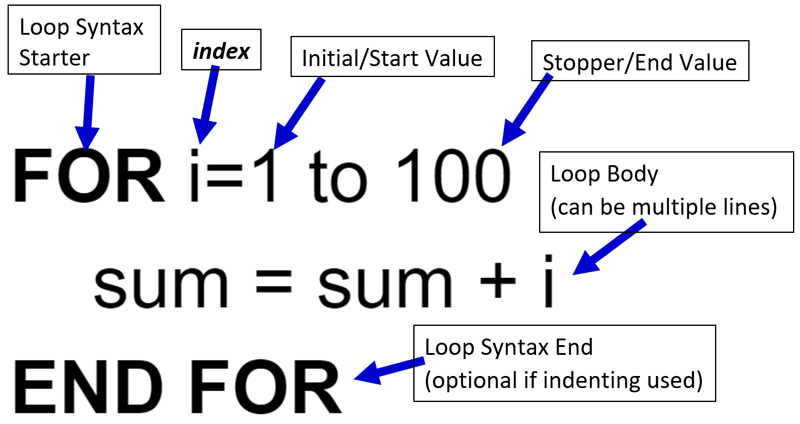 Loop Syntax
Starter
index
Initial/Start Value
Stopper/End Value
FOR i=1 to 100
Loop Body
(can be multiple lines)
sum = sum + i
Loop Syntax End
(optional if indenting used)
END FOR